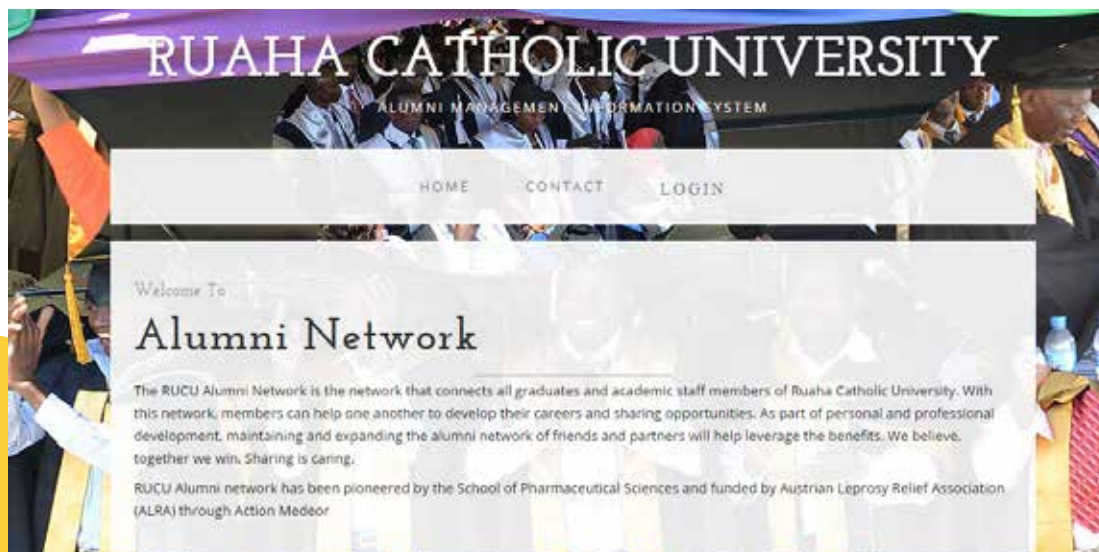 RUAHA CATHOLIC UNIVERSITY
ALUMNI MANAGEMENT INFORMATION SYSTEM
HOME CONTACT LOGIN
Welcome To
Alumni Network
The RUCU Alumni Network is the network that connects all graduates and academic staff members of Ruaha Catholic University. With
this network, members can help one another to develop their careers and sharing opportunities. As part of personal and professional
development, maintaining and expanding the alumni network of friends and partners will help leverage the benefits. We believe,
together we win, Sharing is caring.
RUCU Alumni network has been pioneered by the School of Pharmaceutical Sciences and funded by Austrian Leprosy Relief Association
(ALRA) through Action Medeor